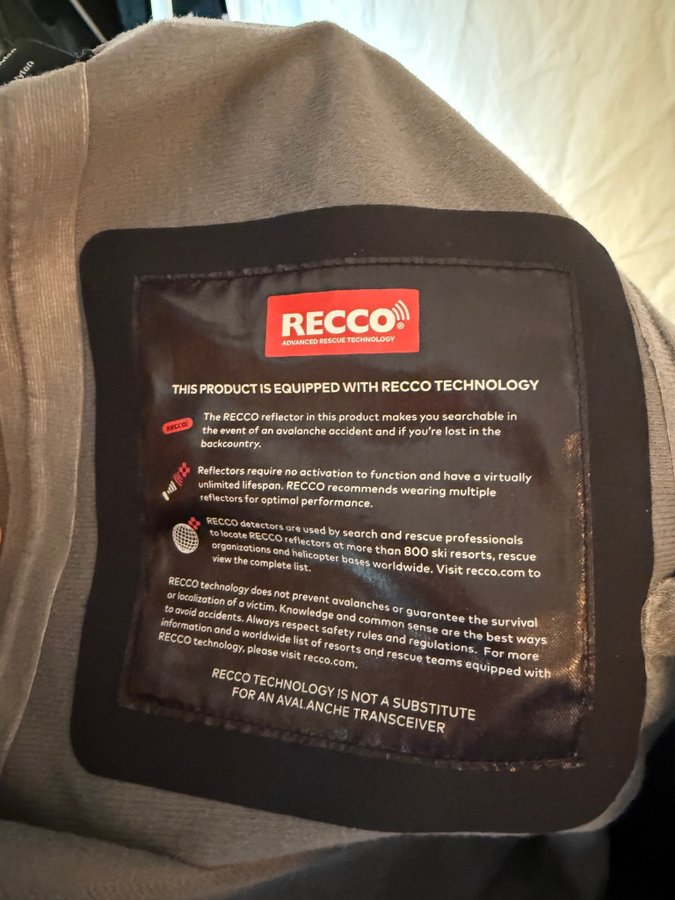 RECCO®
ADVANCED RESCUE TECHNOLOGY
THIS PRODUCT IS EQUIPPED WITH RECCO TECHNOLOGY
RECCO
The RECCO reflector in this product makes you searchable in
the event of an avalanche accident and if you're lost in the
backcountry.
Reflectors require no activation to function and have a virtually
unlimited lifespan. RECCO recommends wearing multiple
reflectors for optimal performance.
RECCO detectors are used by search and rescue professionals
to locate RECCO reflectors at more than 800 ski resorts, rescue
organizations and helicopter bases worldwide. Visit recco.com to
view the complete list.
RECCO technology does not prevent avalanches or guarantee the survival
or localization of a victim. Knowledge and common sense are the best ways
to avoid accidents. Always respect safety rules and regulations. For more
information and a worldwide list of resorts and rescue teams equipped with
RECCO technology, please visit recco.com.
RECCO TECHNOLOGY IS NOT A SUBSTITUTE
FOR AN AVALANCHE TRANSCEIVER